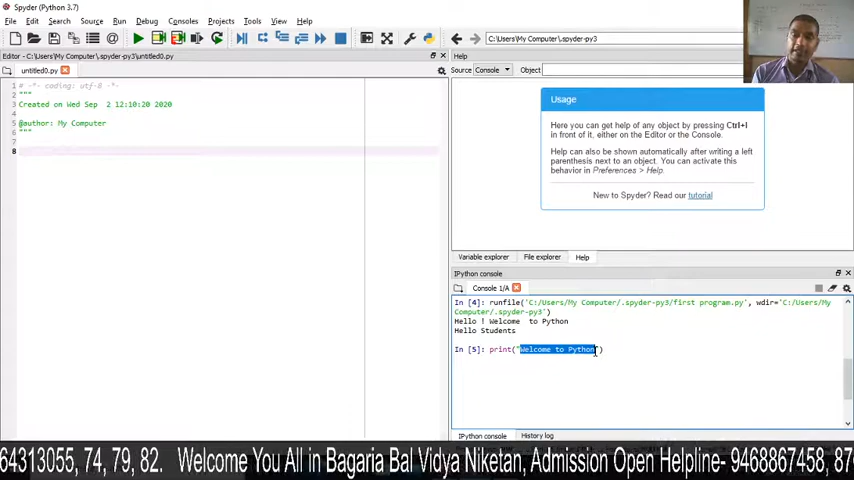 Spyder (Python 3.7)
File Edit Search Source Run Debug Consoles Projects Tools View Help
C:\Users\My Computer\.spyder-py3
Editor - C:\Users\My Computer\.spyder-py3\untitled0.py
Help
untitled0.py
Source Console Object
1 # -*- coding: utf-8 -*-
2 """
3 Created on Wed Sep 2 12:10:20 2020
4
5 @author: My Computer
6 """
7
8
Usage
Here you can get help of any object by pressing Ctrl+I
in front of it, either on the Editor or the Console.
Help can also be shown automatically after writing a left
parenthesis next to an object. You can activate this
behavior in Preferences > Help.
New to Spyder? Read our tutorial
Variable explorer File explorer Help
IPython console
Console 1/A
In [4]: runfile('C:/Users/My Computer/.spyder-py3/first program.py', wdir='C:/Users/My
Computer/.spyder-py3')
Hello ! Welcome  to Python
Hello Students
In [5]: print("Welcome to Python")
IPython console History log
64313055, 74, 79, 82. Welcome You All in Bagaria Bal Vidya Niketan, Admission Open Helpline- 9468867458, 87